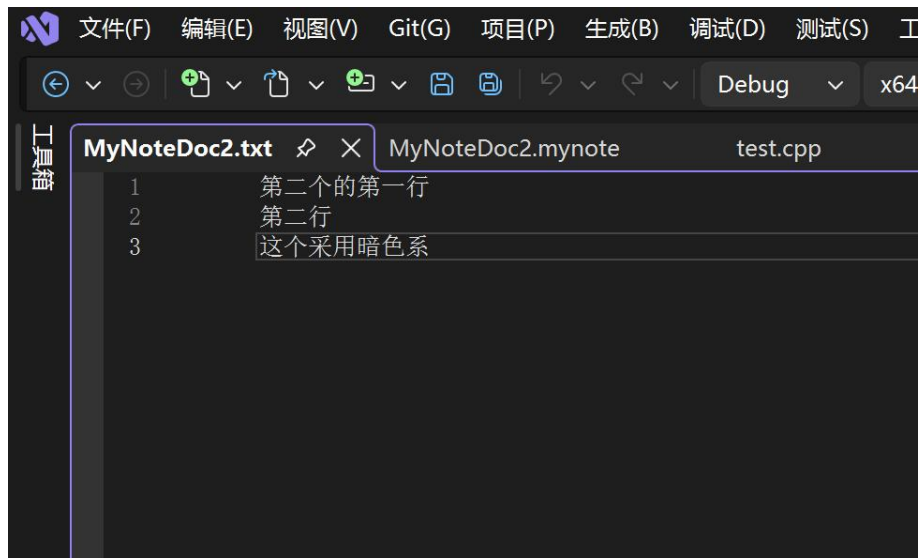 文件(F) 编辑(E) 视图(V) Git(G) 项目(P) 生成(B) 调试(D) 测试(S)
Debug x64
工具箱
MyNoteDoc2.txt MyNoteDoc2.mynote test.cpp
1 第二个的第一行
2 第二行
3 这个采用暗色系